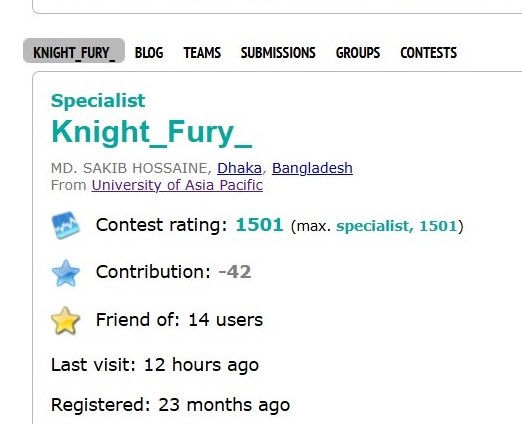 KNIGHT_FURY_ BLOG TEAMS SUBMISSIONS GROUPS CONTESTS
Specialist
Knight_Fury_
MD. SAKIB HOSSAINE, Dhaka, Bangladesh
From University of Asia Pacific
Contest rating: 1501 (max. specialist, 1501)
Contribution: -42
Friend of: 14 users
Last visit: 12 hours ago
Registered: 23 months ago